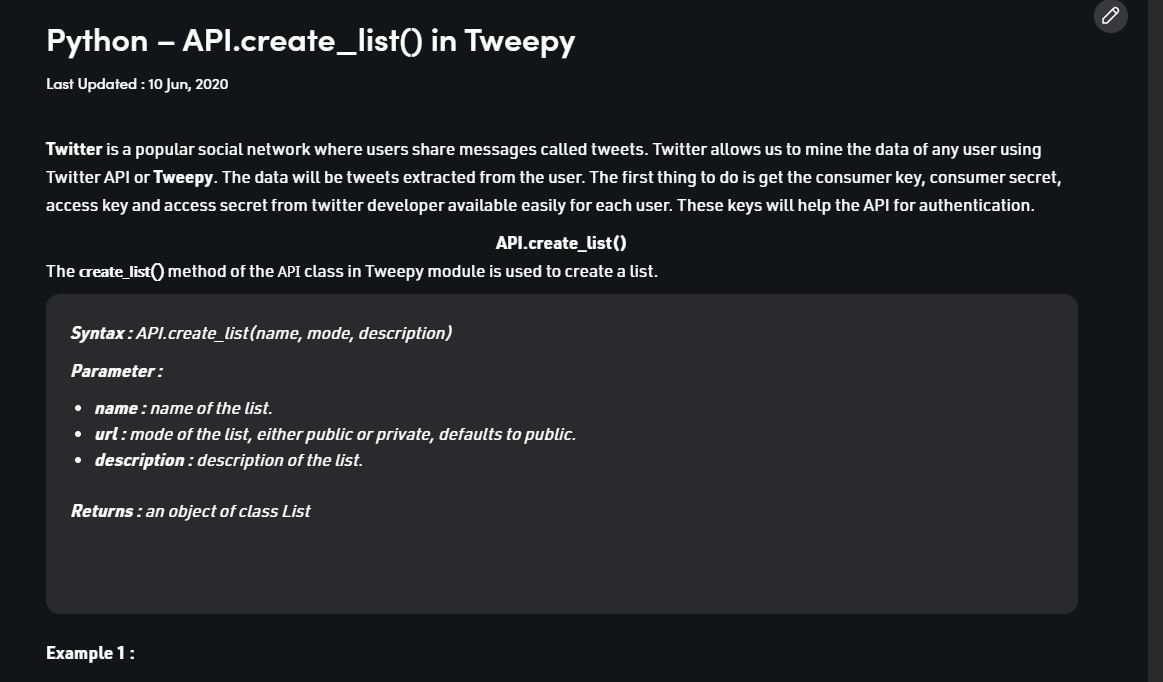 Python – API.create_list() in Tweepy
Last Updated : 10 Jun, 2020
Twitter is a popular social network where users share messages called tweets. Twitter allows us to mine the data of any user using
Twitter API or Tweepy. The data will be tweets extracted from the user. The first thing to do is get the consumer key, consumer secret,
access key and access secret from twitter developer available easily for each user. These keys will help the API for authentication.
API.create_list()
The create_list() method of the API class in Tweepy module is used to create a list.
Syntax : API.create_list(name, mode, description)
Parameter :
• name : name of the list.
• url : mode of the list, either public or private, defaults to public.
• description : description of the list.
Returns : an object of class List
Example 1 :